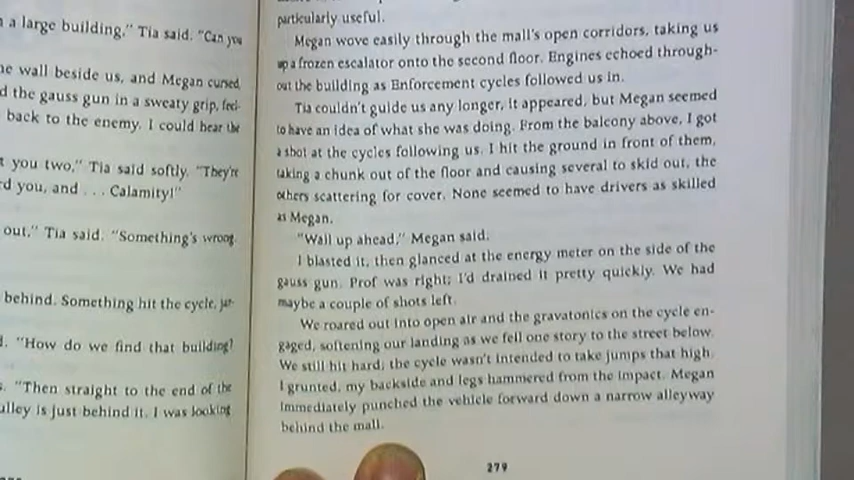 a large building," Tia said. "Can you
he wall beside us, and Megan cursed,
d the gauss gun in a sweaty grip, feel-
back to the enemy. I could hear the
t you two," Tia said softly. "They're
rd you, and . . . Calamity!"
out," Tia said. "Something's wrong.
behind. Something hit the cycle, jar-
d. "How do we find that building?
s. "Then straight to the end of the
alley is just behind it. I was looking
particularly useful.
Megan wove easily through the mall's open corridors, taking us
up a frozen escalator onto the second floor. Engines echoed through-
out the building as Enforcement cycles followed us in.
Tia couldn't guide us any longer, it appeared, but Megan seemed
to have an idea of what she was doing. From the balcony above, I got
a shot at the cycles following us. I hit the ground in front of them,
taking a chunk out of the floor and causing several to skid out, the
others scattering for cover. None seemed to have drivers as skilled
as Megan.
"Wall up ahead," Megan said.
I blasted it, then glanced at the energy meter on the side of the
gauss gun. Prof was right; I'd drained it pretty quickly. We had
maybe a couple of shots left.
We roared out into open air and the gravatonics on the cycle en-
gaged, softening our landing as we fell one story to the street below.
We still hit hard; the cycle wasn't intended to take jumps that high.
I grunted, my backside and legs hammered from the impact. Megan
immediately punched the vehicle forward down a narrow alleyway
behind the mall.
279